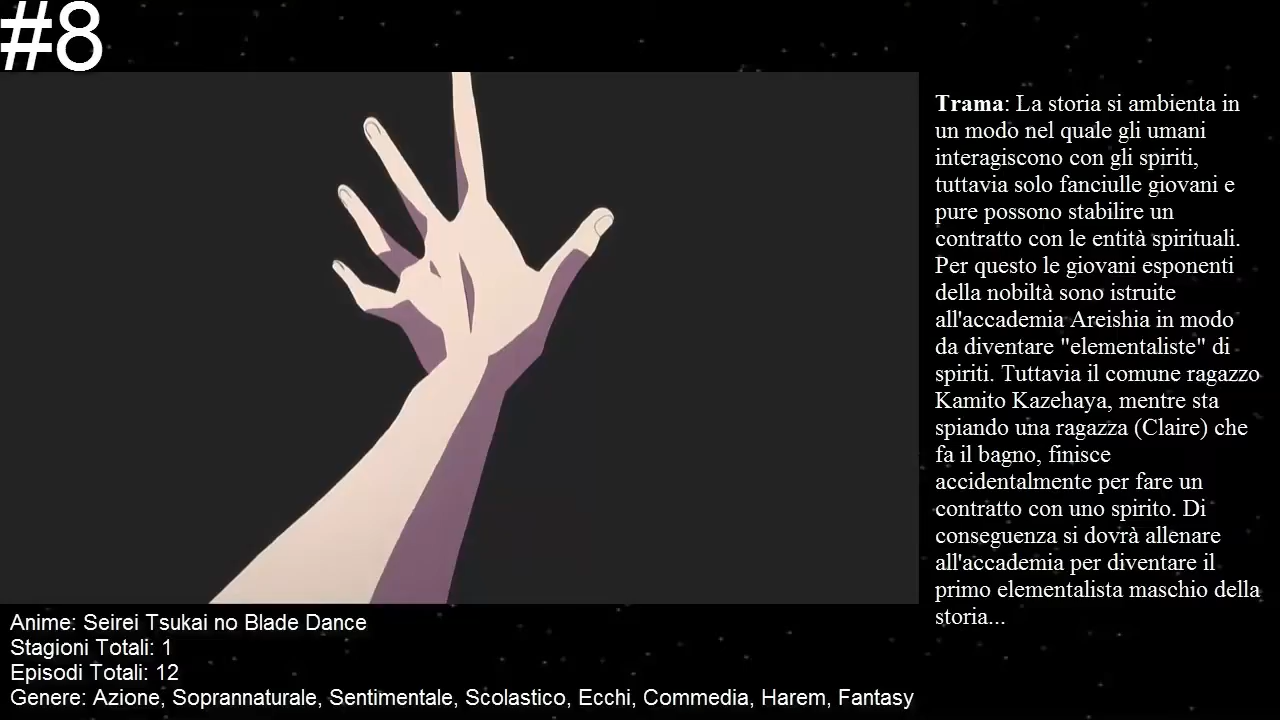 #8
Trama: La storia si ambienta in
un modo nel quale gli umani
interagiscono con gli spiriti,
tuttavia solo fanciulle giovani e
pure possono stabilire un
contratto con le entità spirituali.
Per questo le giovani esponenti
della nobiltà sono istruite
all'accademia Areishia in modo
da diventare "elementaliste" di
spiriti. Tuttavia il comune ragazzo
Kamito Kazehaya, mentre sta
spiando una ragazza (Claire) che
fa il bagno, finisce
accidentalmente per fare un
contratto con uno spirito. Di
conseguenza si dovrà allenare
all'accademia per diventare il
primo elementalista maschio della
storia...
Anime: Seirei Tsukai no Blade Dance
Stagioni Totali: 1
Episodi Totali: 12
Genere: Azione, Soprannaturale, Sentimentale, Scolastico, Ecchi, Commedia, Harem, Fantasy